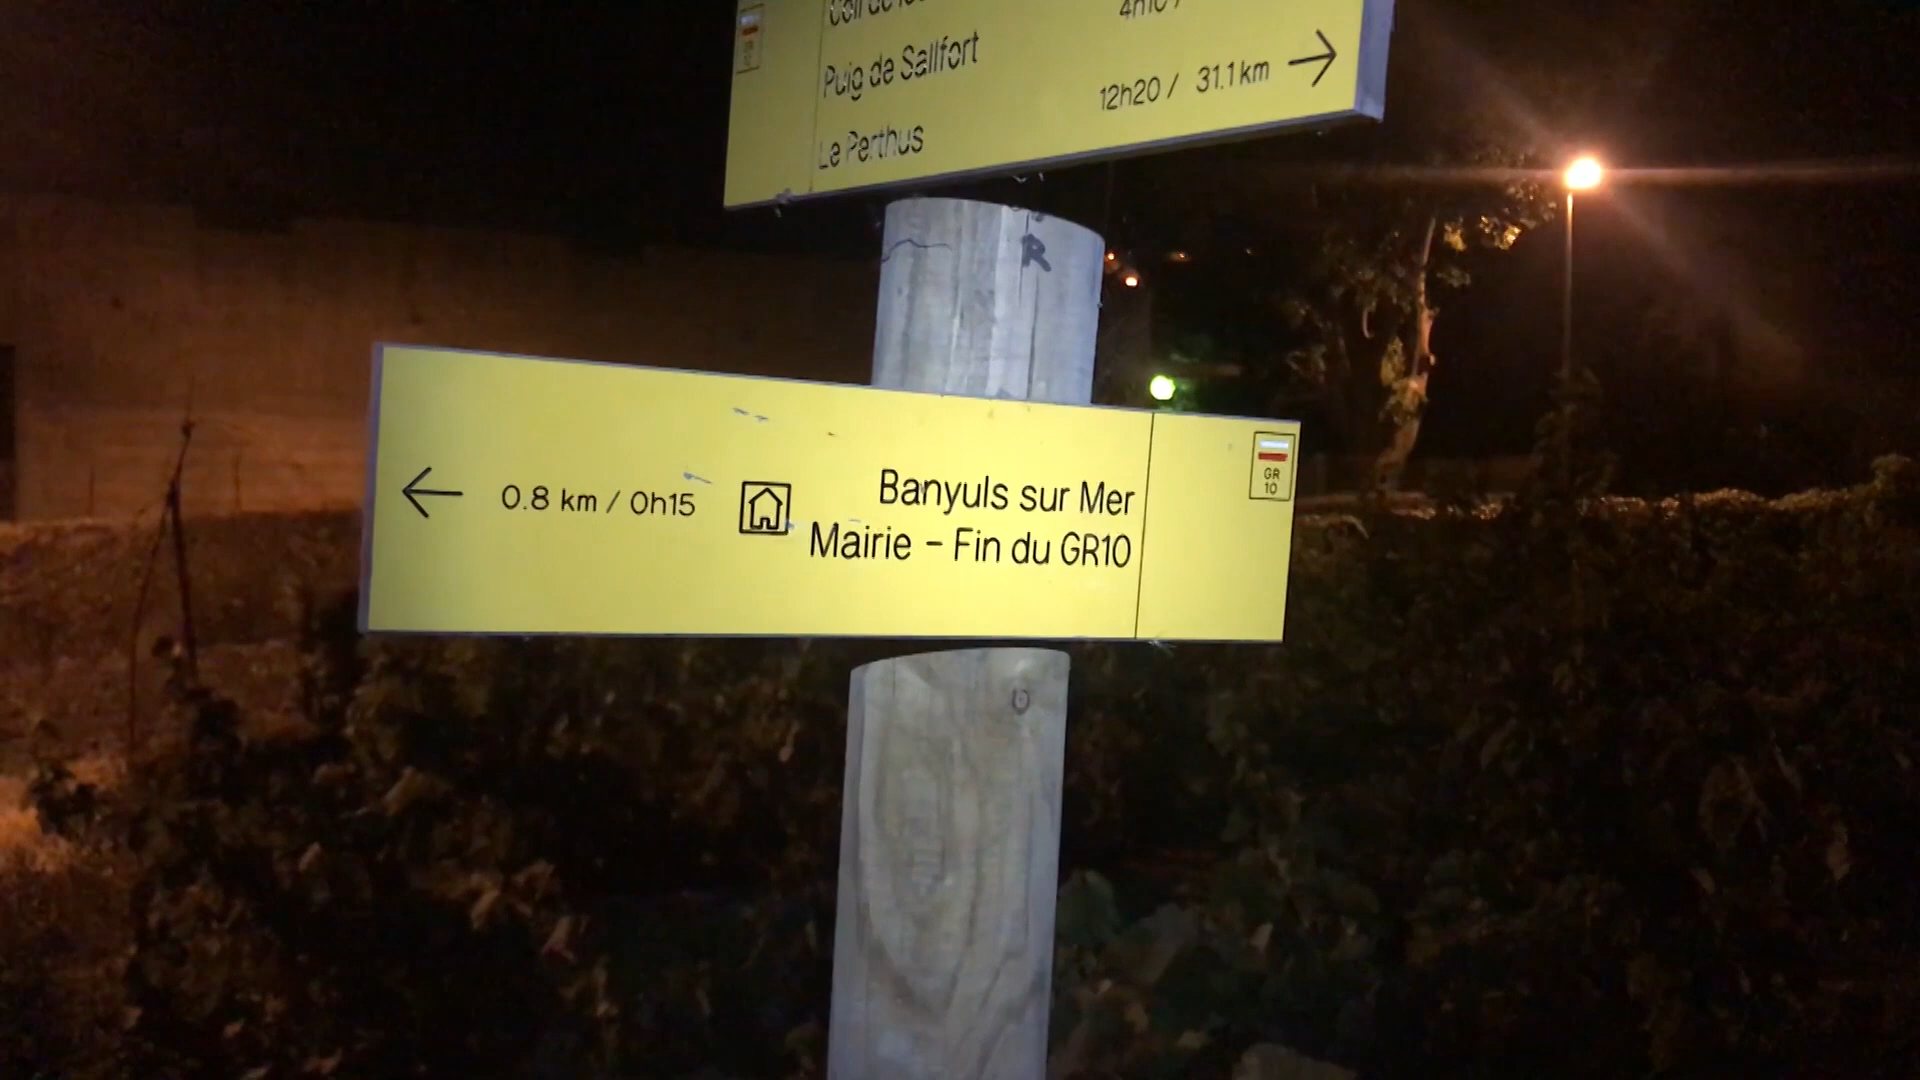 Puig de Sallfort
12h20 / 31.1 km
Le Perthus
R
0.8 km / 0h15
Banyuls sur Mer
Mairie - Fin du GR10
GR
10